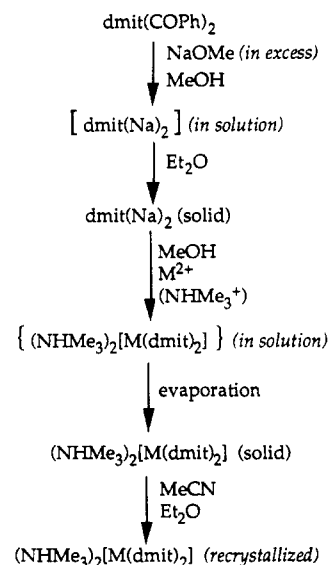 dmit(COPh)₂
NaOMe (in excess)
MeOH
[ dmit(Na)₂ ] (in solution)
Et₂O
dmit(Na)₂ (solid)
MeOH
M²⁺
(NHMe₃⁺)
{ (NHMe₃)₂[M(dmit)₂] } (in solution)
evaporation
(NHMe₃)₂[M(dmit)₂] (solid)
MeCN
Et₂O
(NHMe₃)₂[M(dmit)₂] (recrystallized)